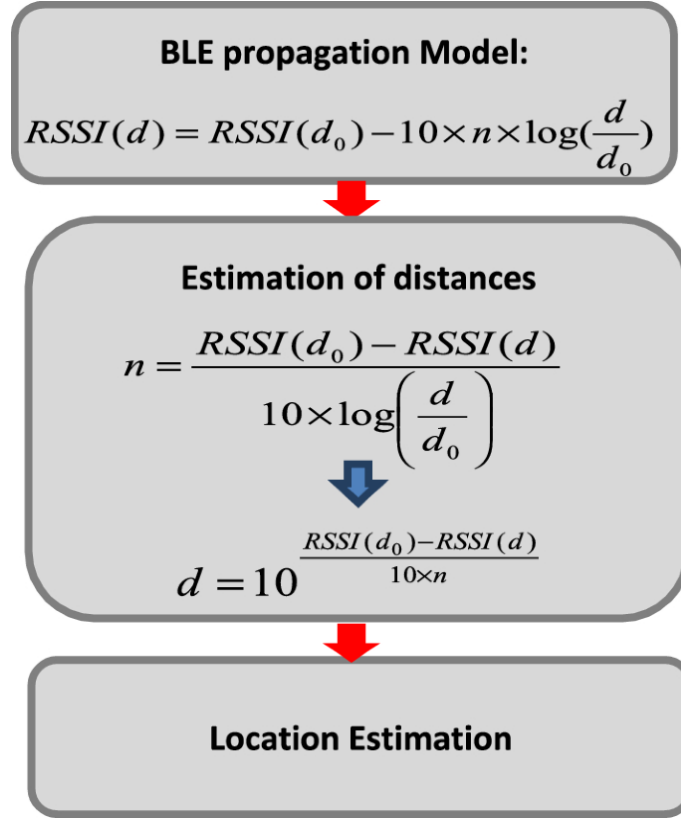 BLE propagation Model:
RSSI(d) = RSSI(d₀) − 10 × n × log(d/d₀)
Estimation of distances
n = (RSSI(d₀) − RSSI(d)) / (10 × log(d/d₀))
d = 10^((RSSI(d₀)−RSSI(d))/(10×n))
Location Estimation